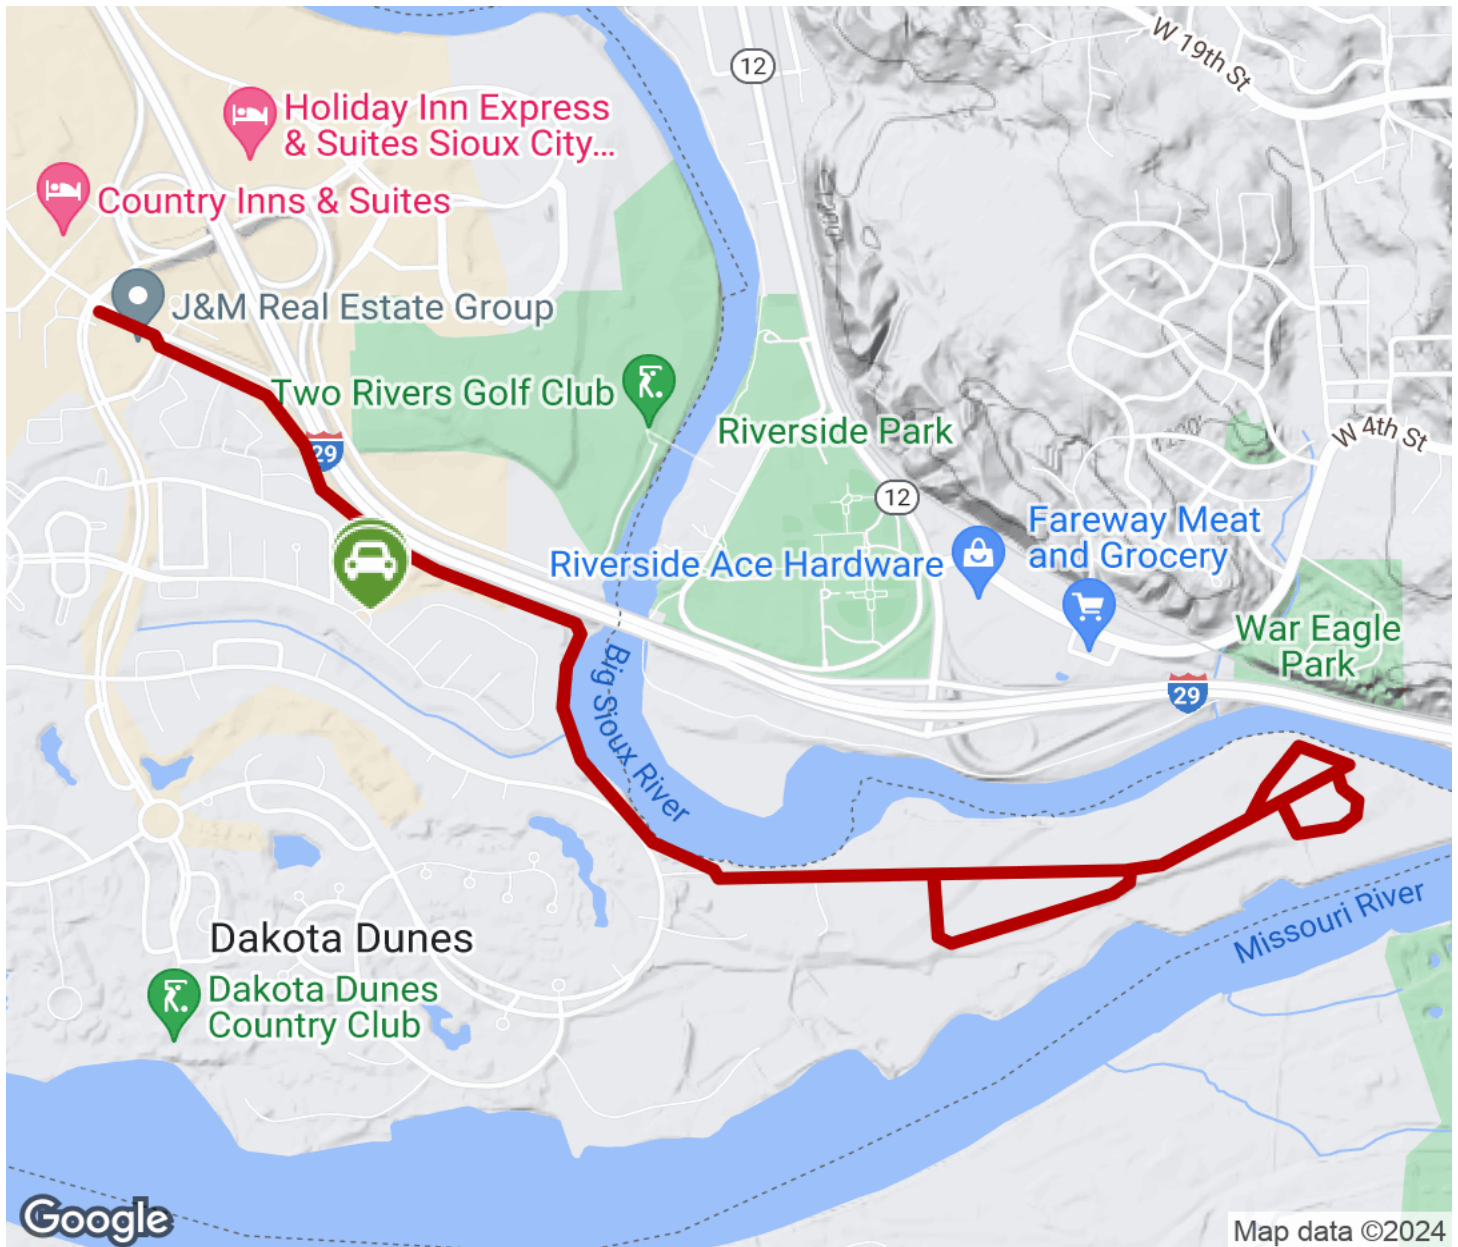 12
W 19th St
Holiday Inn Express
& Suites Sioux City...
Country Inns & Suites
J&M Real Estate Group
Two Rivers Golf Club
Riverside Park
W 4th St
1200'
29
12
Riverside Ace Hardware
Fareway Meat
and Grocery
War Eagle
Park
Big Sioux River
29
Dakota Dunes
Missouri River
Dakota Dunes
Country Club
Google
Map data ©2024